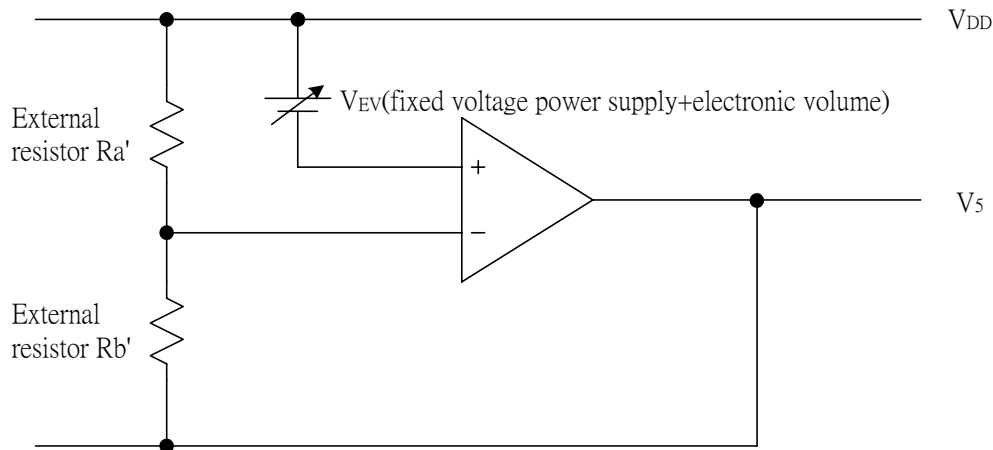 VDD
External
resistor Ra'
VEV(fixed voltage power supply+electronic volume)
+
−
V5
External
resistor Rb'